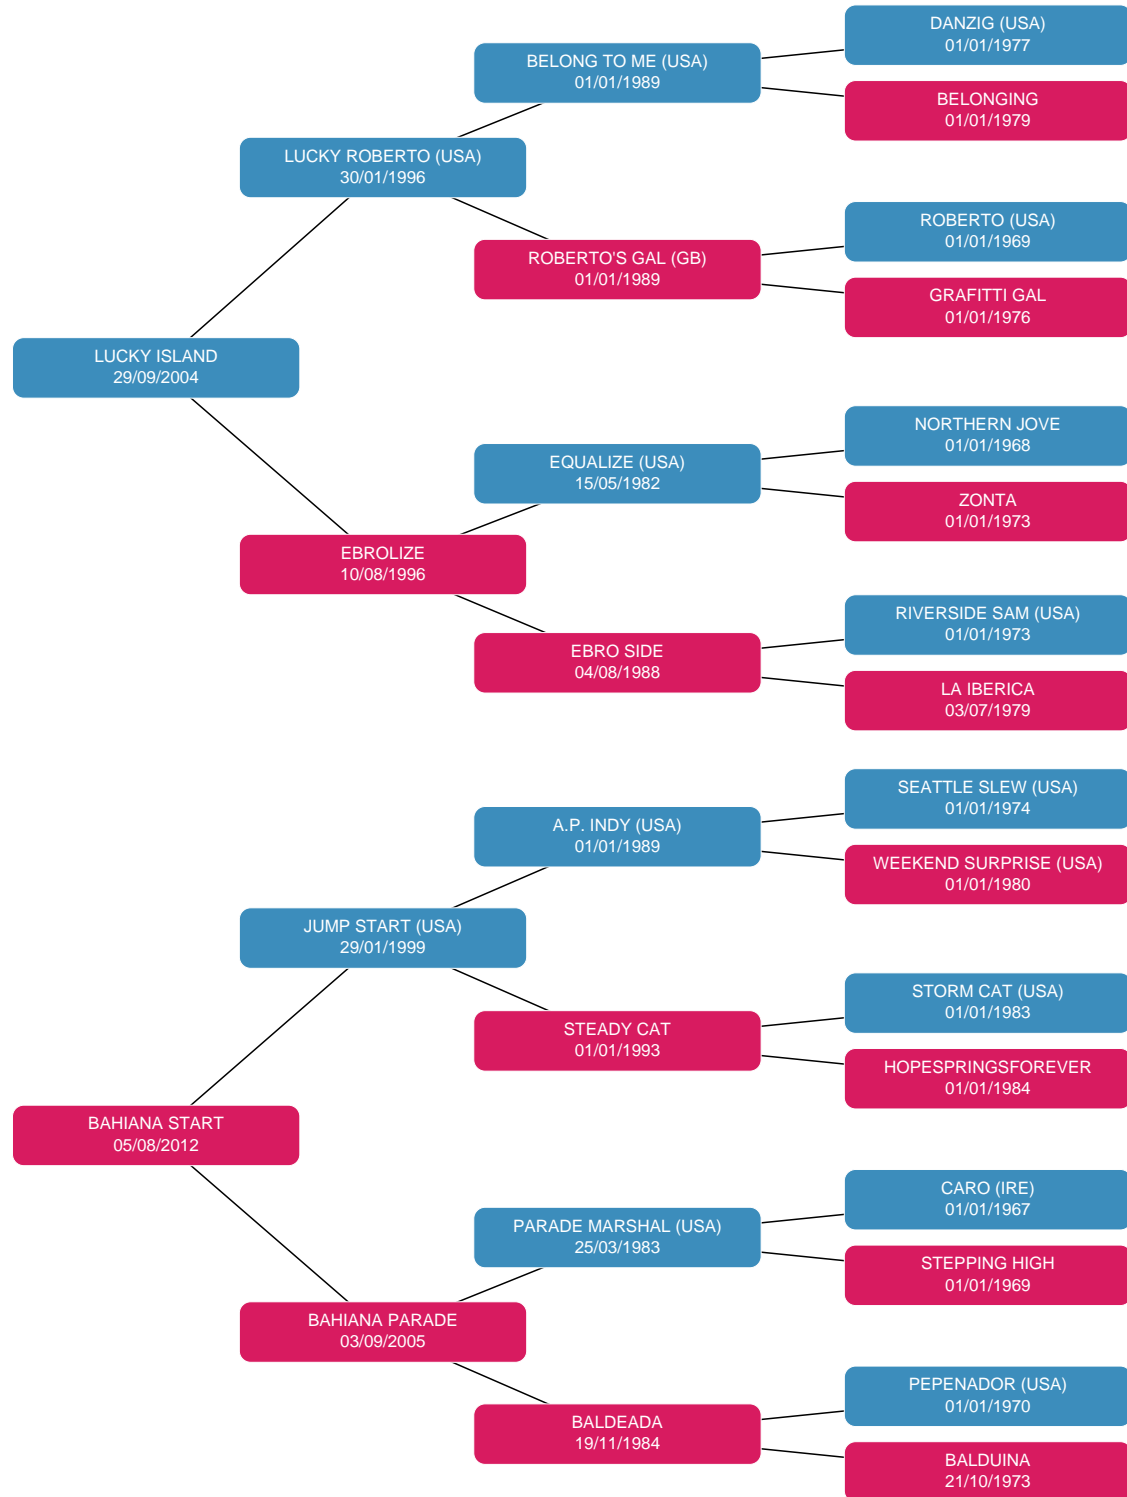 DANZIG (USA)
01/01/1977
BELONG TO ME (USA)
01/01/1989
BELONGING
01/01/1979
LUCKY ROBERTO (USA)
30/01/1996
ROBERTO (USA)
01/01/1969
ROBERTO'S GAL (GB)
01/01/1989
GRAFITTI GAL
01/01/1976
LUCKY ISLAND
29/09/2004
NORTHERN JOVE
01/01/1968
EQUALIZE (USA)
15/05/1982
ZONTA
01/01/1973
EBROLIZE
10/08/1996
RIVERSIDE SAM (USA)
01/01/1973
EBRO SIDE
04/08/1988
LA IBERICA
03/07/1979
SEATTLE SLEW (USA)
01/01/1974
A.P. INDY (USA)
01/01/1989
WEEKEND SURPRISE (USA)
01/01/1980
JUMP START (USA)
29/01/1999
STORM CAT (USA)
01/01/1983
STEADY CAT
01/01/1993
HOPESPRINGSFOREVER
01/01/1984
BAHIANA START
05/08/2012
CARO (IRE)
01/01/1967
PARADE MARSHAL (USA)
25/03/1983
STEPPING HIGH
01/01/1969
BAHIANA PARADE
03/09/2005
PEPENADOR (USA)
01/01/1970
BALDEADA
19/11/1984
BALDUINA
21/10/1973